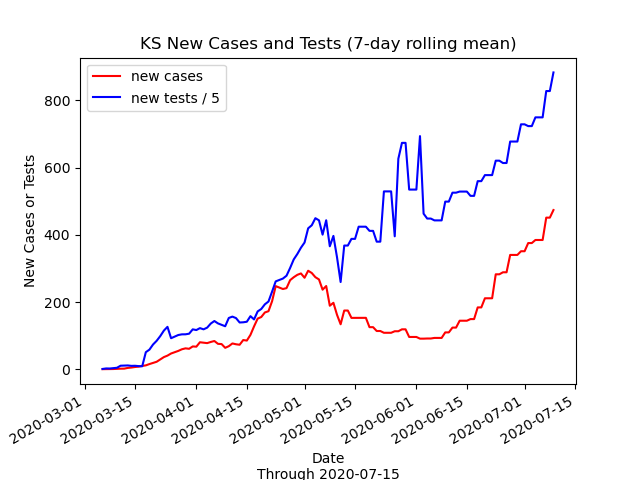 KS New Cases and Tests (7-day rolling mean)
new cases
new tests / 5
New Cases or Tests
800
600
400
200
0
2020-03-01
2020-03-15
2020-04-01
2020-04-15
2020-05-01
2020-05-15
2020-06-01
2020-06-15
2020-07-01
2020-07-15
Date
Through 2020-07-15